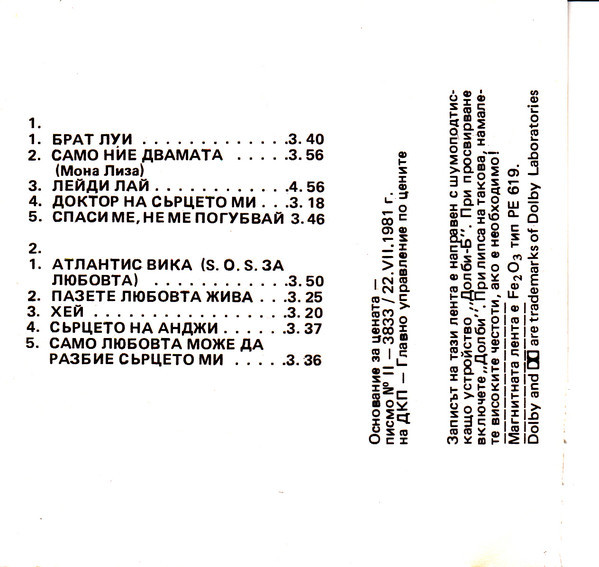 1.
1. БРАТ ЛУИ . . . . . . . . . . . . .3. 40
2. САМО НИЕ ДВАМАТА . . . . .3. 56
(Мона Лиза)
3. ЛЕЙДИ ЛАЙ . . . . . . . . . . . 4. 56
4. ДОКТОР НА СЪРЦЕТО МИ . . .3. 18
5. СПАСИ МЕ, НЕ МЕ ПОГУБВАЙ 3. 46
2.
1. АТЛАНТИС ВИКА (S. O. S. ЗА
ЛЮБОВТА) . . . . . . . . . . . . .3. 50
2. ПАЗЕТЕ ЛЮБОВТА ЖИВА . . .3. 25
3. ХЕЙ . . . . . . . . . . . . . . . . .3. 20
4. СЪРЦЕТО НА АНДЖИ . . . . . .3. 37
5. САМО ЛЮБОВТА МОЖЕ ДА
РАЗБИЕ СЪРЦЕТО МИ . . . . .3. 36
Основание за цената –
писмо № II – 3833 / 22.VII.1981 г.
на ДКП – Главно управление по цените
Записът на тази лента е направен с шумоподтис-
кащо устройство „Долби-Б". При просвирване
включете „Долби". При липса на такова, намале-
те високите честоти, ако е необходимо!
Магнитната лента е Fe₂O₃ тип РЕ 619.
Dolby and are trademarks of Dolby Laboratories